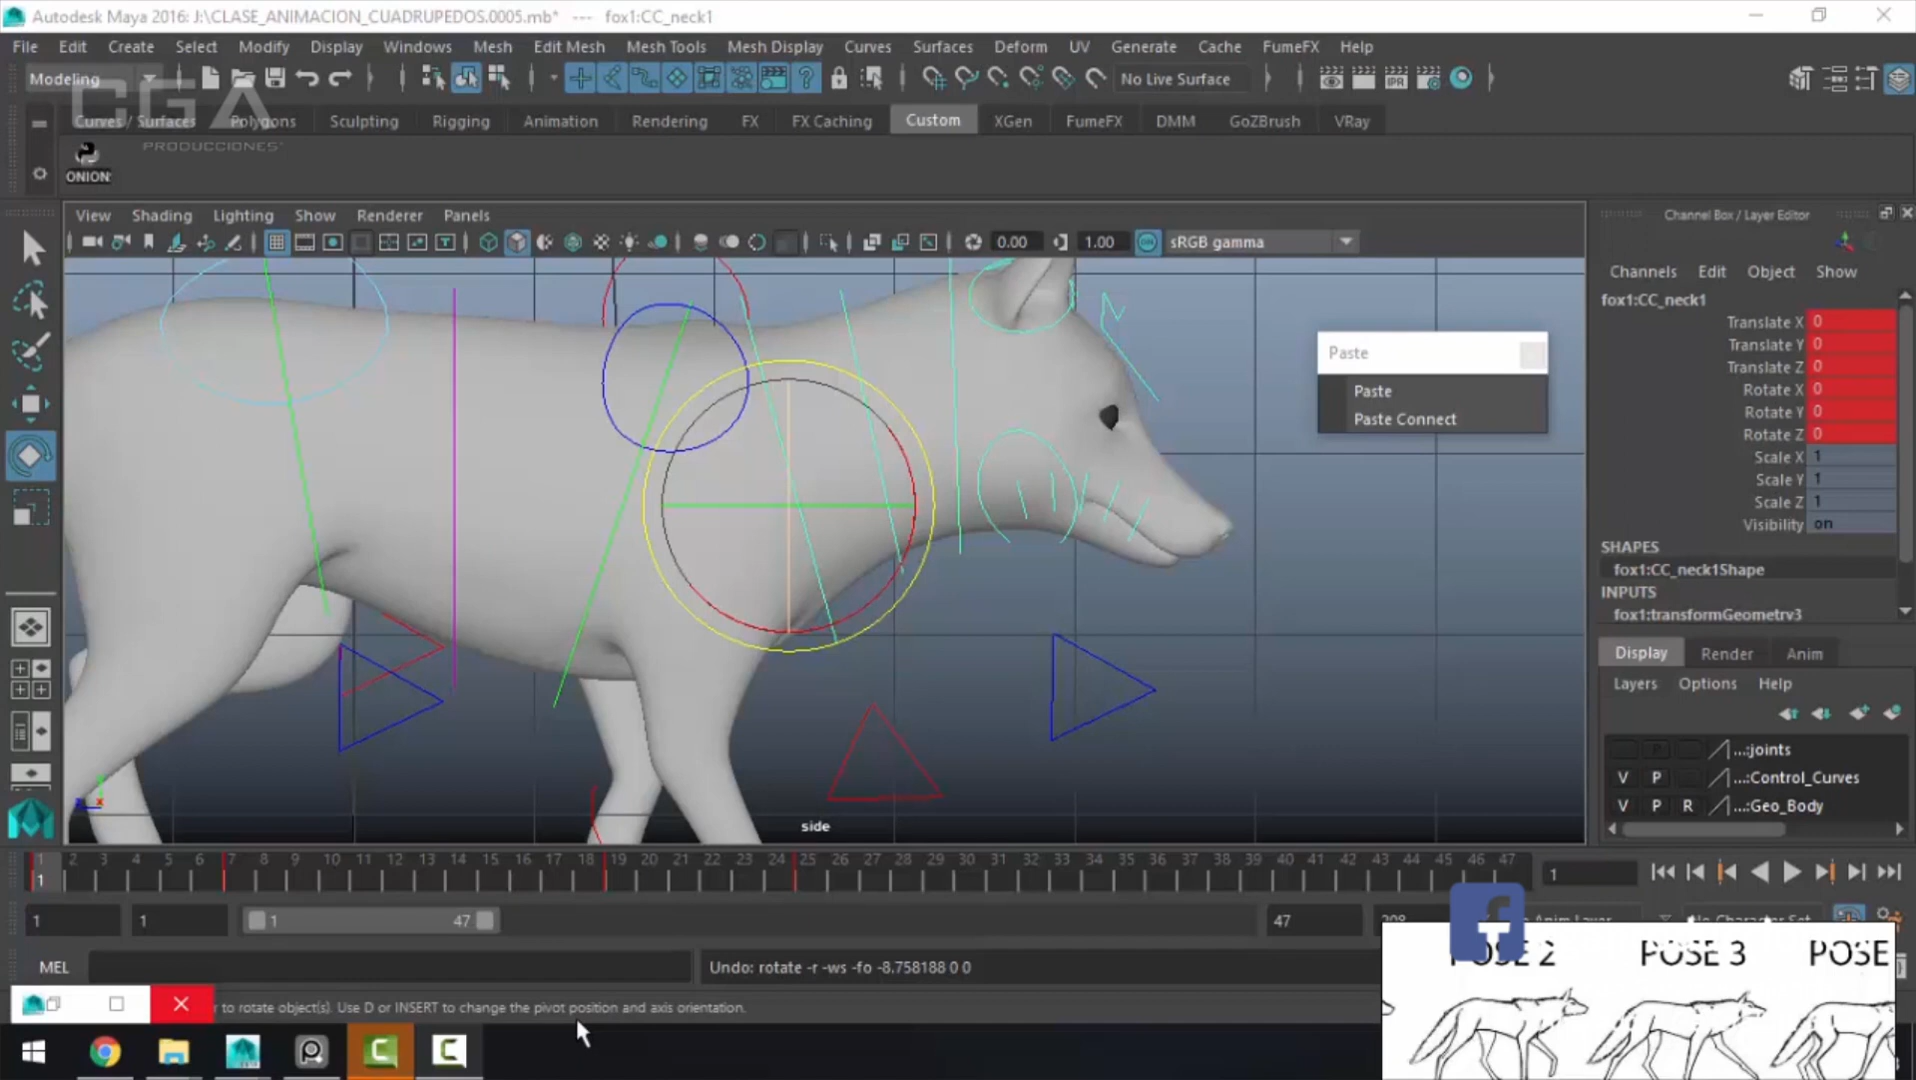 Autodesk Maya 2016: J:\CLASE_ANIMACION_CUADRUPEDOS.0005.mb* --- fox1:CC_neck1
File Edit Create Select Modify Display Windows Mesh Edit Mesh Mesh Tools Mesh Display Curves Surfaces Deform UV Generate Cache FumeFX Help
Modeling No Live Surface
CGA
Curves / Surfaces Polygons Sculpting Rigging Animation Rendering FX FX Caching Custom XGen FumeFX DMM GoZBrush VRay
PRODUCCIONES
ONION
View Shading Lighting Show Renderer Panels
0.00 1.00 sRGB gamma
side
Paste
Paste
Paste Connect
Channel Box / Layer Editor
Channels Edit Object Show
fox1:CC_neck1
Translate X 0
Translate Y 0
Translate Z 0
Rotate X 0
Rotate Y 0
Rotate Z 0
Scale X 1
Scale Y 1
Scale Z 1
Visibility on
SHAPES
fox1:CC_neck1Shape
INPUTS
fox1:transformGeometry3
Display Render Anim
Layers Options Help
P ...:joints
V P ...:Control_Curves
V P R ...:Geo_Body
1 2 3 4 5 6 7 8 9 10 11 12 13 14 15 16 17 18 19 20 21 22 23 24 25 26 27 28 29 30 31 32 33 34 35 36 37 38 39 40 41 42 43 44 45 46 47
1 1
1 1 1 47 47 Anim Layer
MEL Undo: rotate -r -ws -fo -8.758188 0 0
r to rotate object(s). Use D or INSERT to change the pivot position and axis orientation.
f
POSE 2 POSE 3 POSE